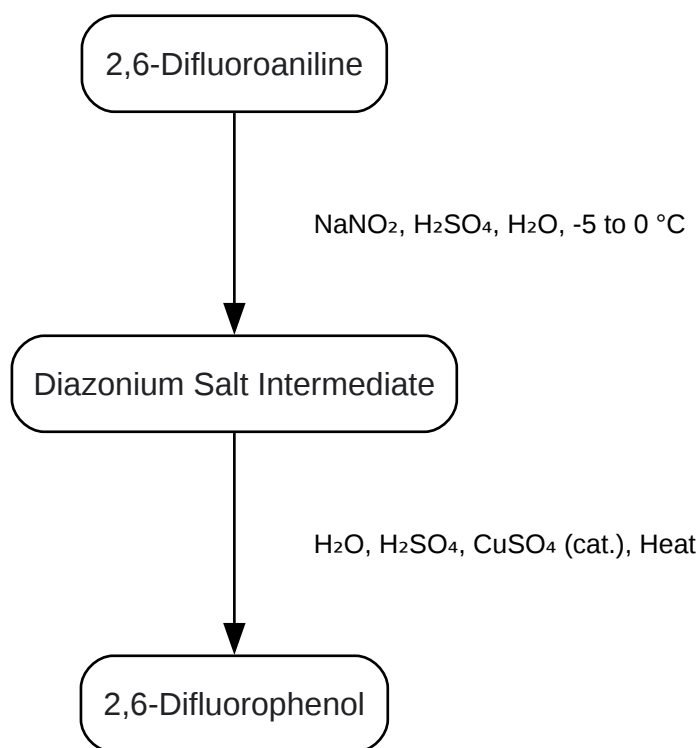 2,6-Difluoroaniline
NaNO₂, H₂SO₄, H₂O, -5 to 0 °C
Diazonium Salt Intermediate
H₂O, H₂SO₄, CuSO₄ (cat.), Heat
2,6-Difluorophenol